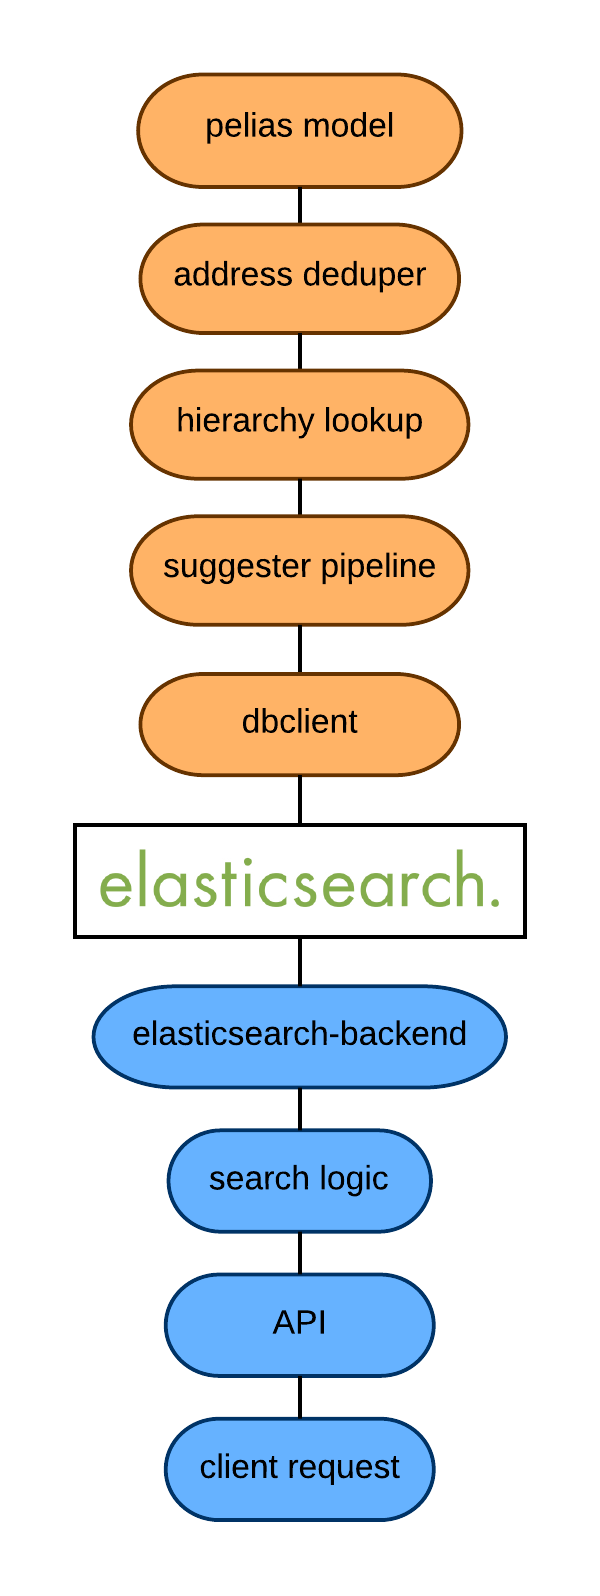 pelias model
address deduper
hierarchy lookup
suggester pipeline
dbclient
elasticsearch.
elasticsearch-backend
search logic
API
client request